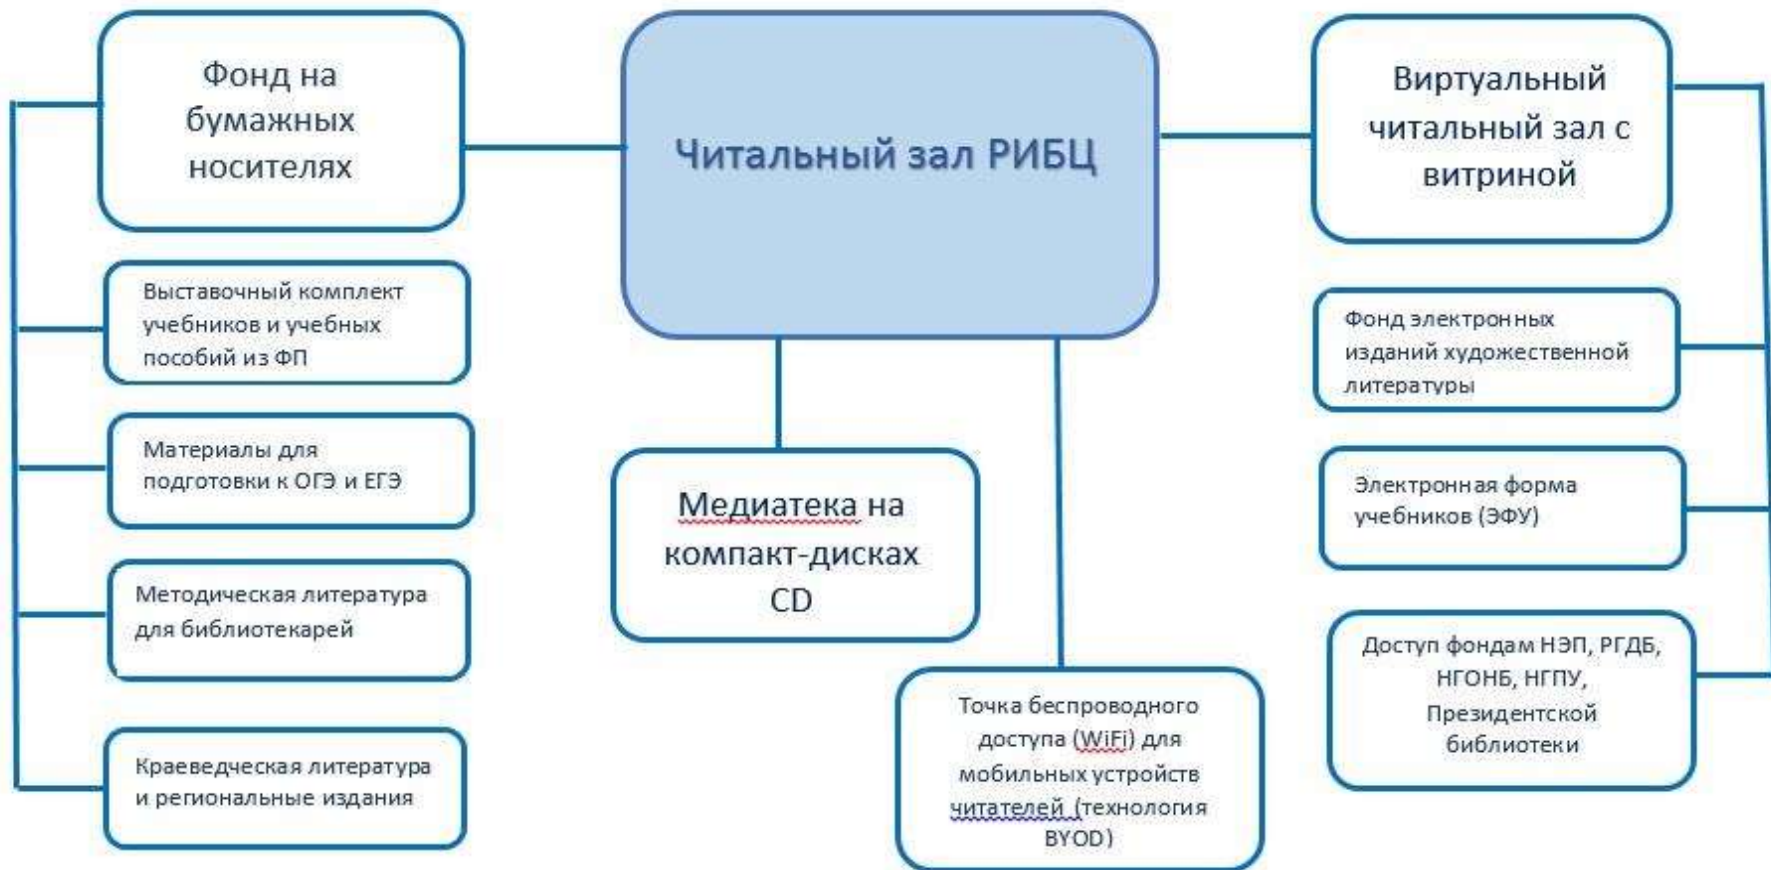 Фонд на
бумажных
носителях
Выставочный комплект
учебников и учебных
пособий из ФП
Материалы для
подготовки к ОГЭ и ЕГЭ
Методическая литература
для библиотекарей
Краеведческая литература
и региональные издания
Читальный зал РИБЦ
Медиатека на
компакт-дисках
CD
Точка беспроводного
доступа (WiFi) для
мобильных устройств
читателей (технология
BYOD)
Виртуальный
читальный зал с
витриной
Фонд электронных
изданий художественной
литературы
Электронная форма
учебников (ЭФУ)
Доступ фондам НЭП, РГДБ,
НГОНБ, НГПУ,
Президентской
библиотеки